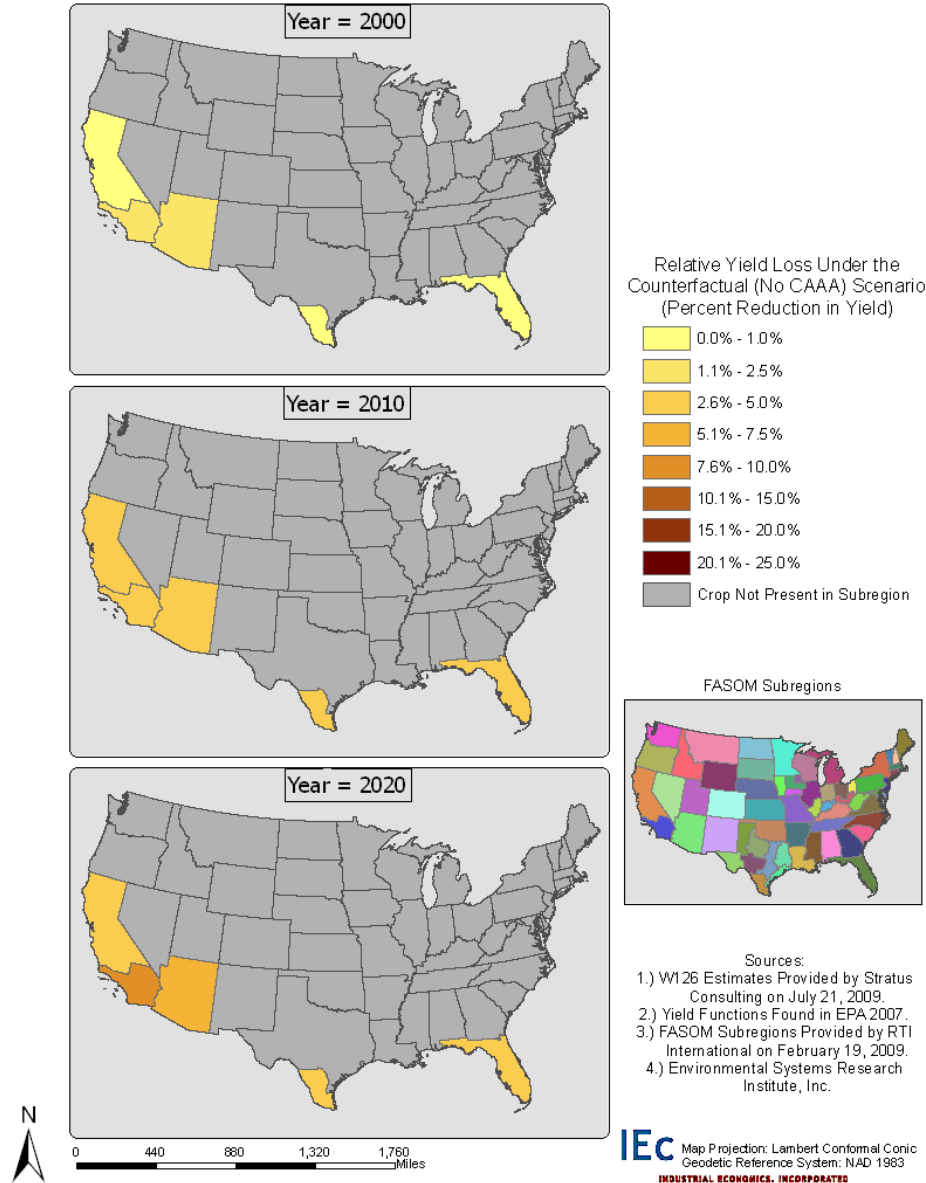 Year = 2000
Year = 2010
Year = 2020
Relative Yield Loss Under the
Counterfactual (No CAAA) Scenario
(Percent Reduction in Yield)
0.0% - 1.0%
1.1% - 2.5%
2.6% - 5.0%
5.1% - 7.5%
7.6% - 10.0%
10.1% - 15.0%
15.1% - 20.0%
20.1% - 25.0%
Crop Not Present in Subregion
FASOM Subregions
Sources:
1.) W126 Estimates Provided by Stratus
Consulting on July 21, 2009.
2.) Yield Functions Found in EPA 2007.
3.) FASOM Subregions Provided by RTI
International on February 19, 2009.
4.) Environmental Systems Research
Institute, Inc.
N
0 440 880 1,320 1,760
Miles
IEc
Map Projection: Lambert Conformal Conic
Geodetic Reference System: NAD 1983
INDUSTRIAL ECONOMICS, INCORPORATED